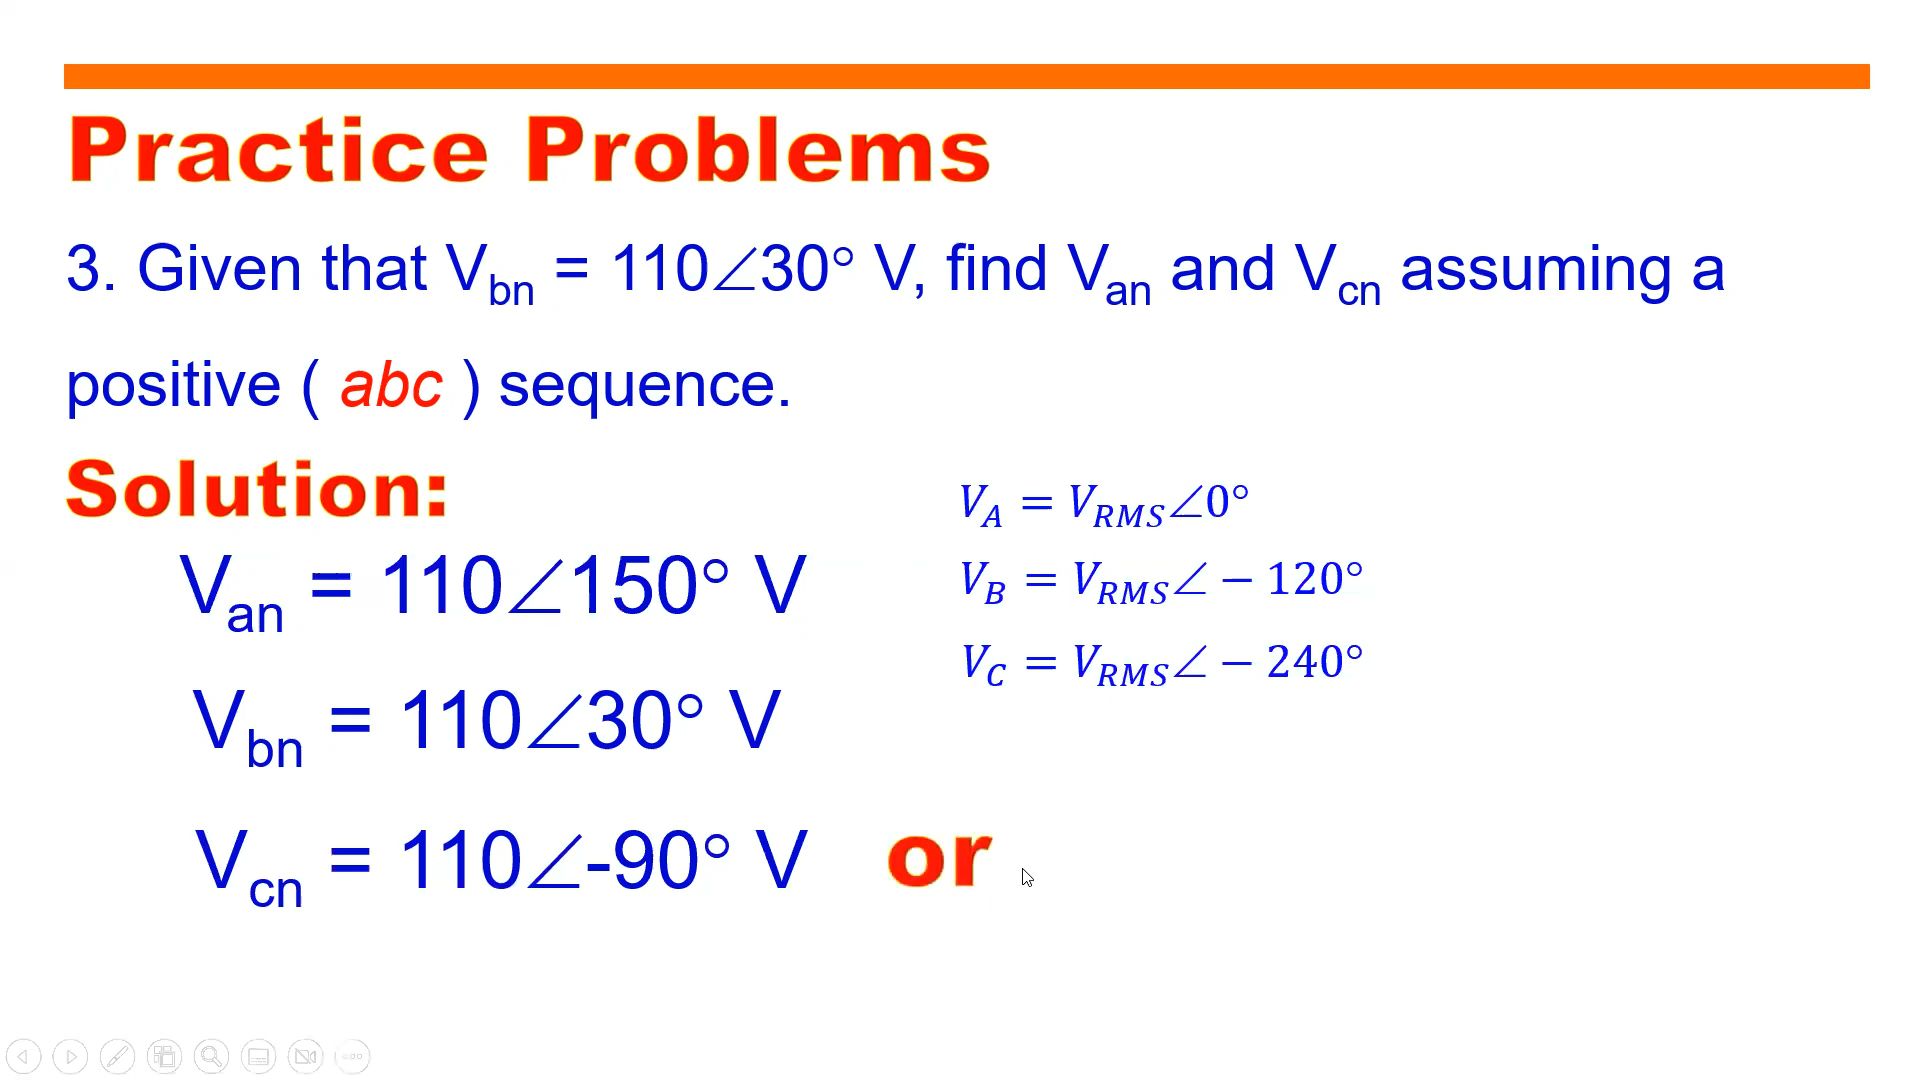 Practice Problems
3. Given that Vbn = 110∠30° V, find Van and Vcn assuming a
positive ( abc ) sequence.
Solution:
Van = 110∠150° V
Vbn = 110∠30° V
Vcn = 110∠-90° V or
VA = VRMS∠0°
VB = VRMS∠ − 120°
VC = VRMS∠ − 240°